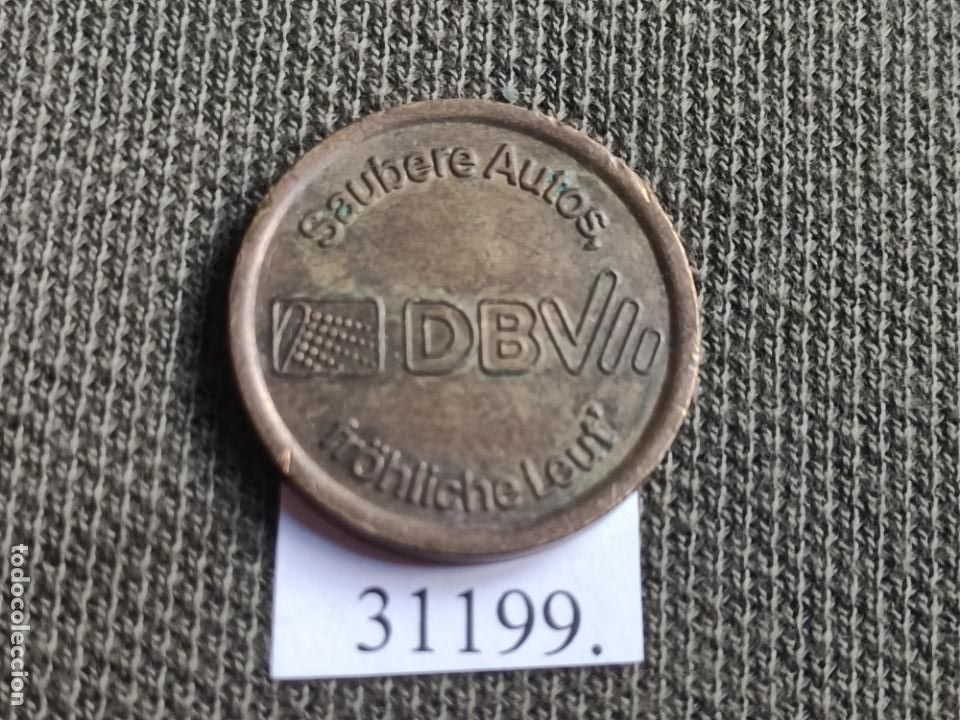 Saubere Autos,
DBV
fröhliche Leut'
31199.
todocoleccion